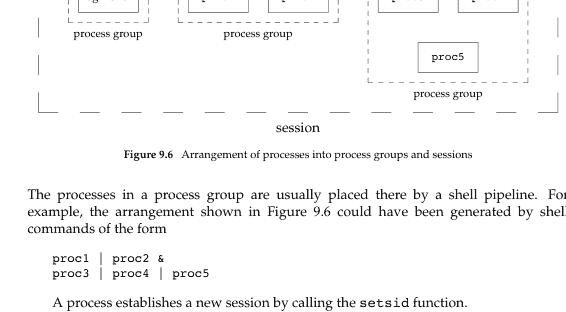 process group
process group
proc5
process group
session
Figure 9.6 Arrangement of processes into process groups and sessions
The processes in a process group are usually placed there by a shell pipeline. For
example, the arrangement shown in Figure 9.6 could have been generated by shell
commands of the form
proc1 | proc2 &
proc3 | proc4 | proc5
A process establishes a new session by calling the setsid function.